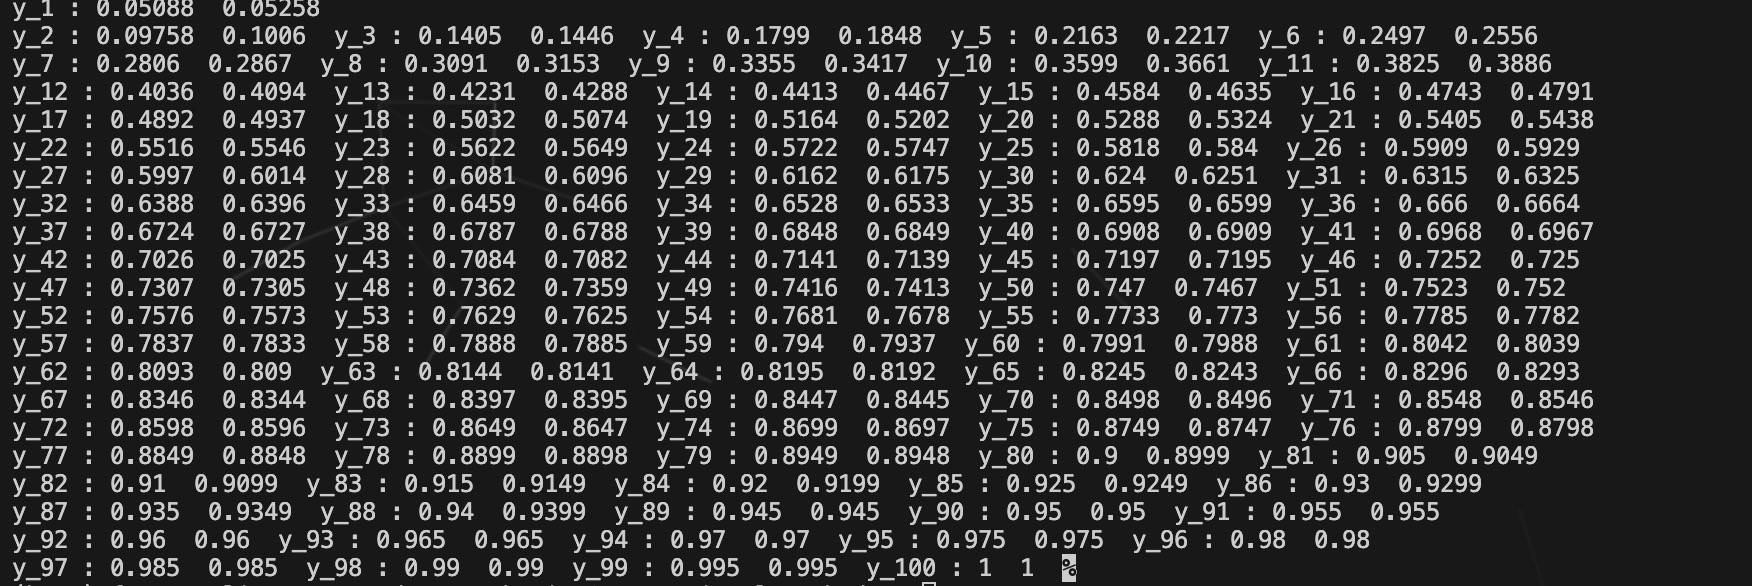 y_1 : 0.05088  0.05258
y_2 : 0.09758  0.1006  y_3 : 0.1405  0.1446  y_4 : 0.1799  0.1848  y_5 : 0.2163  0.2217  y_6 : 0.2497  0.2556
y_7 : 0.2806  0.2867  y_8 : 0.3091  0.3153  y_9 : 0.3355  0.3417  y_10 : 0.3599  0.3661  y_11 : 0.3825  0.3886
y_12 : 0.4036  0.4094  y_13 : 0.4231  0.4288  y_14 : 0.4413  0.4467  y_15 : 0.4584  0.4635  y_16 : 0.4743  0.4791
y_17 : 0.4892  0.4937  y_18 : 0.5032  0.5074  y_19 : 0.5164  0.5202  y_20 : 0.5288  0.5324  y_21 : 0.5405  0.5438
y_22 : 0.5516  0.5546  y_23 : 0.5622  0.5649  y_24 : 0.5722  0.5747  y_25 : 0.5818  0.584  y_26 : 0.5909  0.5929
y_27 : 0.5997  0.6014  y_28 : 0.6081  0.6096  y_29 : 0.6162  0.6175  y_30 : 0.624  0.6251  y_31 : 0.6315  0.6325
y_32 : 0.6388  0.6396  y_33 : 0.6459  0.6466  y_34 : 0.6528  0.6533  y_35 : 0.6595  0.6599  y_36 : 0.666  0.6664
y_37 : 0.6724  0.6727  y_38 : 0.6787  0.6788  y_39 : 0.6848  0.6849  y_40 : 0.6908  0.6909  y_41 : 0.6968  0.6967
y_42 : 0.7026  0.7025  y_43 : 0.7084  0.7082  y_44 : 0.7141  0.7139  y_45 : 0.7197  0.7195  y_46 : 0.7252  0.725
y_47 : 0.7307  0.7305  y_48 : 0.7362  0.7359  y_49 : 0.7416  0.7413  y_50 : 0.747  0.7467  y_51 : 0.7523  0.752
y_52 : 0.7576  0.7573  y_53 : 0.7629  0.7625  y_54 : 0.7681  0.7678  y_55 : 0.7733  0.773  y_56 : 0.7785  0.7782
y_57 : 0.7837  0.7833  y_58 : 0.7888  0.7885  y_59 : 0.794  0.7937  y_60 : 0.7991  0.7988  y_61 : 0.8042  0.8039
y_62 : 0.8093  0.809  y_63 : 0.8144  0.8141  y_64 : 0.8195  0.8192  y_65 : 0.8245  0.8243  y_66 : 0.8296  0.8293
y_67 : 0.8346  0.8344  y_68 : 0.8397  0.8395  y_69 : 0.8447  0.8445  y_70 : 0.8498  0.8496  y_71 : 0.8548  0.8546
y_72 : 0.8598  0.8596  y_73 : 0.8649  0.8647  y_74 : 0.8699  0.8697  y_75 : 0.8749  0.8747  y_76 : 0.8799  0.8798
y_77 : 0.8849  0.8848  y_78 : 0.8899  0.8898  y_79 : 0.8949  0.8948  y_80 : 0.9  0.8999  y_81 : 0.905  0.9049
y_82 : 0.91  0.9099  y_83 : 0.915  0.9149  y_84 : 0.92  0.9199  y_85 : 0.925  0.9249  y_86 : 0.93  0.9299
y_87 : 0.935  0.9349  y_88 : 0.94  0.9399  y_89 : 0.945  0.945  y_90 : 0.95  0.95  y_91 : 0.955  0.955
y_92 : 0.96  0.96  y_93 : 0.965  0.965  y_94 : 0.97  0.97  y_95 : 0.975  0.975  y_96 : 0.98  0.98
y_97 : 0.985  0.985  y_98 : 0.99  0.99  y_99 : 0.995  0.995  y_100 : 1  1  %